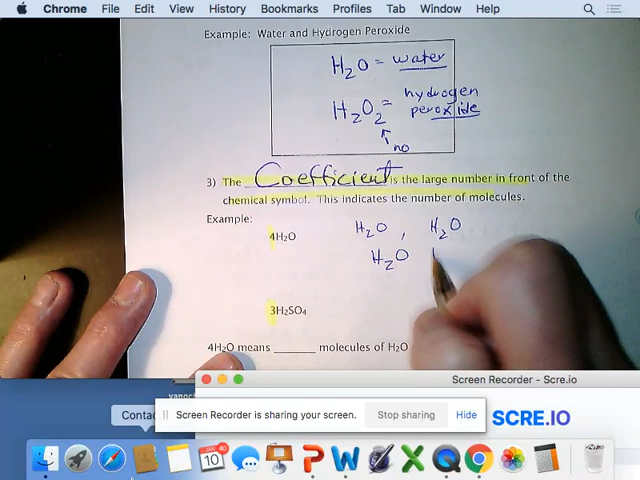 Chrome File Edit View History Bookmarks Profiles Tab Window Help
Example: Water and Hydrogen Peroxide
H₂O = water
H₂O₂ = hydrogen
peroxide
no
3) The Coefficient is the large number in front of the
chemical symbol. This indicates the number of molecules.
Example:
4H₂O H₂O , H₂O
H₂O
3H₂SO₄
4H₂O means ______ molecules of H₂O
Screen Recorder - Scre.io
Conta
Screen Recorder is sharing your screen. Stop sharing Hide
SCRE.IO
JAN
10